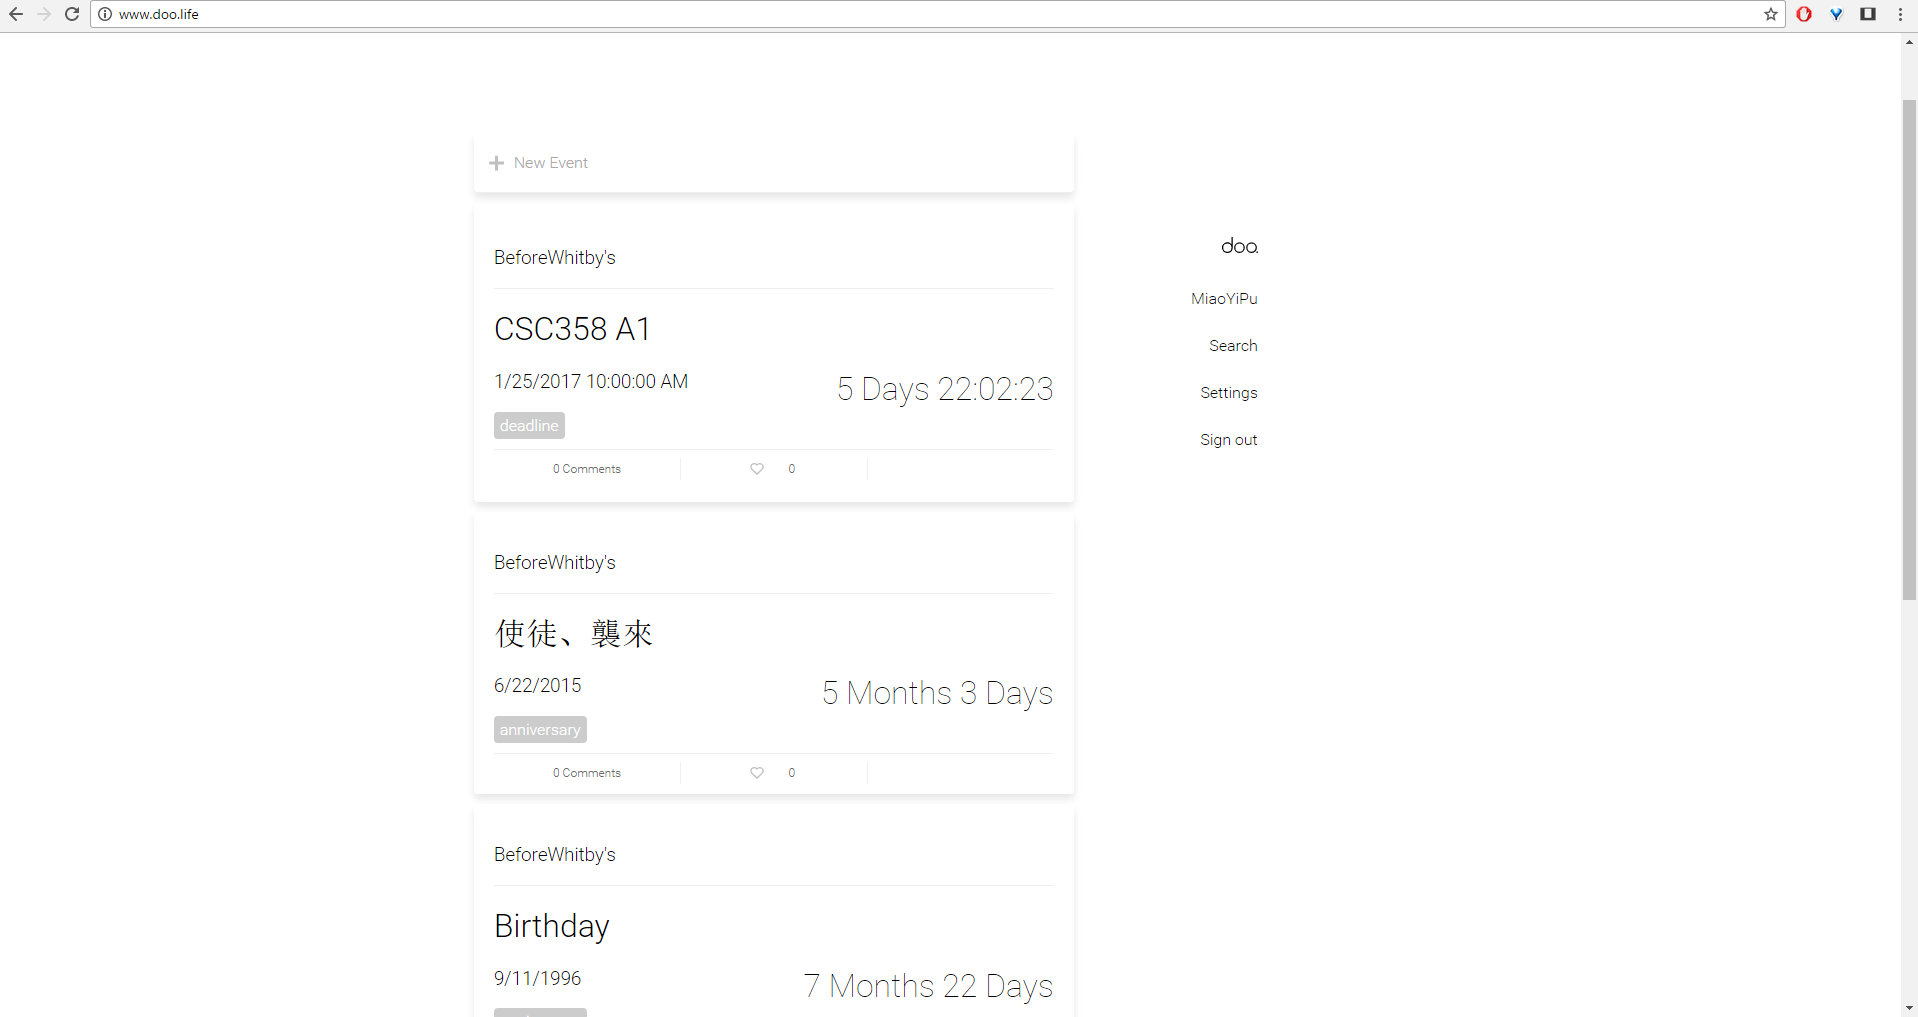 www.doo.life
New Event
BeforeWhitby's
CSC358 A1
1/25/2017 10:00:00 AM
5 Days 22:02:23
deadline
0 Comments
0
BeforeWhitby's
使徒、襲來
6/22/2015
5 Months 3 Days
anniversary
0 Comments
0
BeforeWhitby's
Birthday
9/11/1996
7 Months 22 Days
doo.
MiaoYiPu
Search
Settings
Sign out